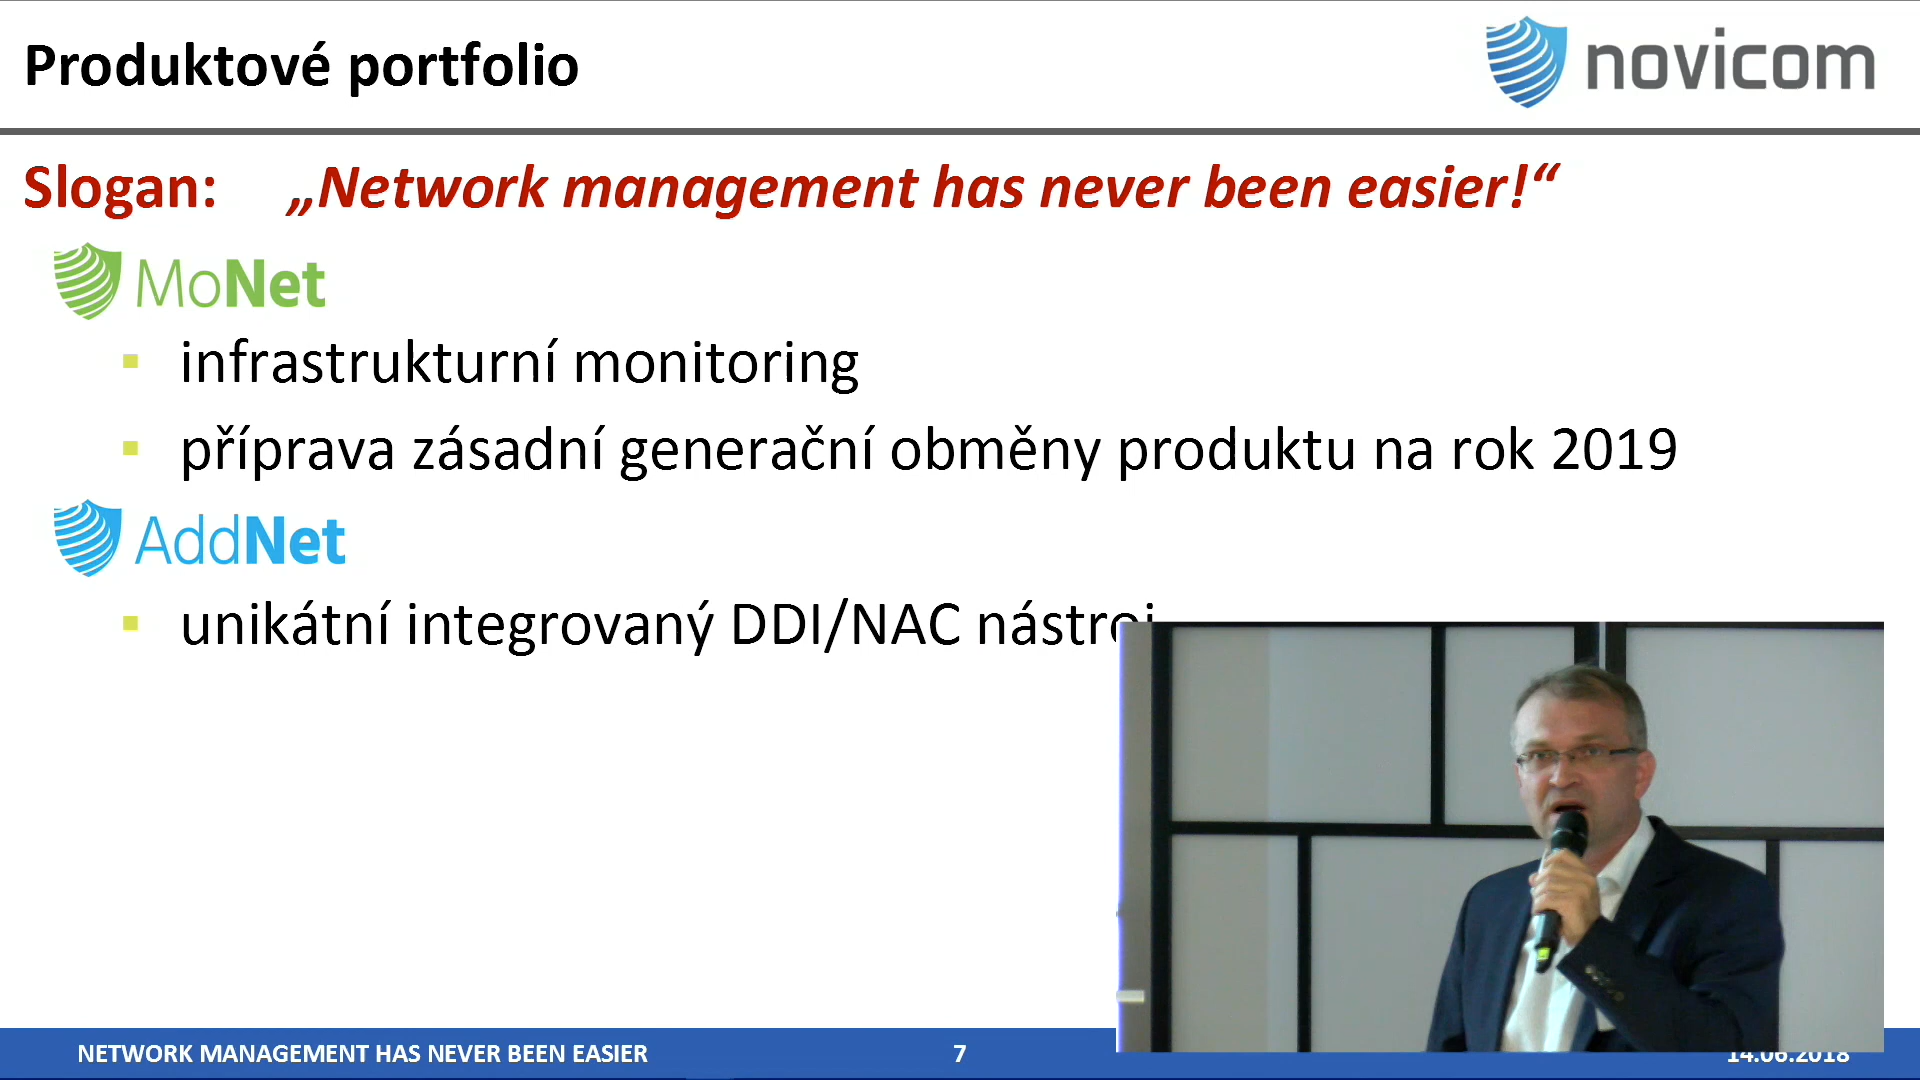 Produktové portfolio
novicom
Slogan: „Network management has never been easier!“
MoNet
infrastrukturní monitoring
příprava zásadní generační obměny produktu na rok 2019
AddNet
unikátní integrovaný DDI/NAC nástroj
NETWORK MANAGEMENT HAS NEVER BEEN EASIER
7
14.06.2018